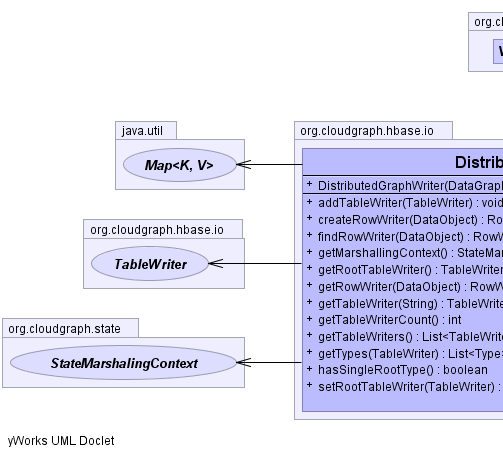 org.cl
java.util
Map<K, V>
org.cloudgraph.hbase.io
TableWriter
org.cloudgraph.state
StateMarshalingContext
org.cloudgraph.hbase.io
Distrib
+ DistributedGraphWriter(DataGrap
+ addTableWriter(TableWriter) : void
+ createRowWriter(DataObject) : Ro
+ findRowWriter(DataObject) : RowW
+ getMarshallingContext() : StateMar
+ getRootTableWriter() : TableWriter
+ getRowWriter(DataObject) : RowW
+ getTableWriter(String) : TableWrite
+ getTableWriterCount() : int
+ getTableWriters() : List<TableWrite
+ getTypes(TableWriter) : List<Type>
+ hasSingleRootType() : boolean
+ setRootTableWriter(TableWriter) :
yWorks UML Doclet